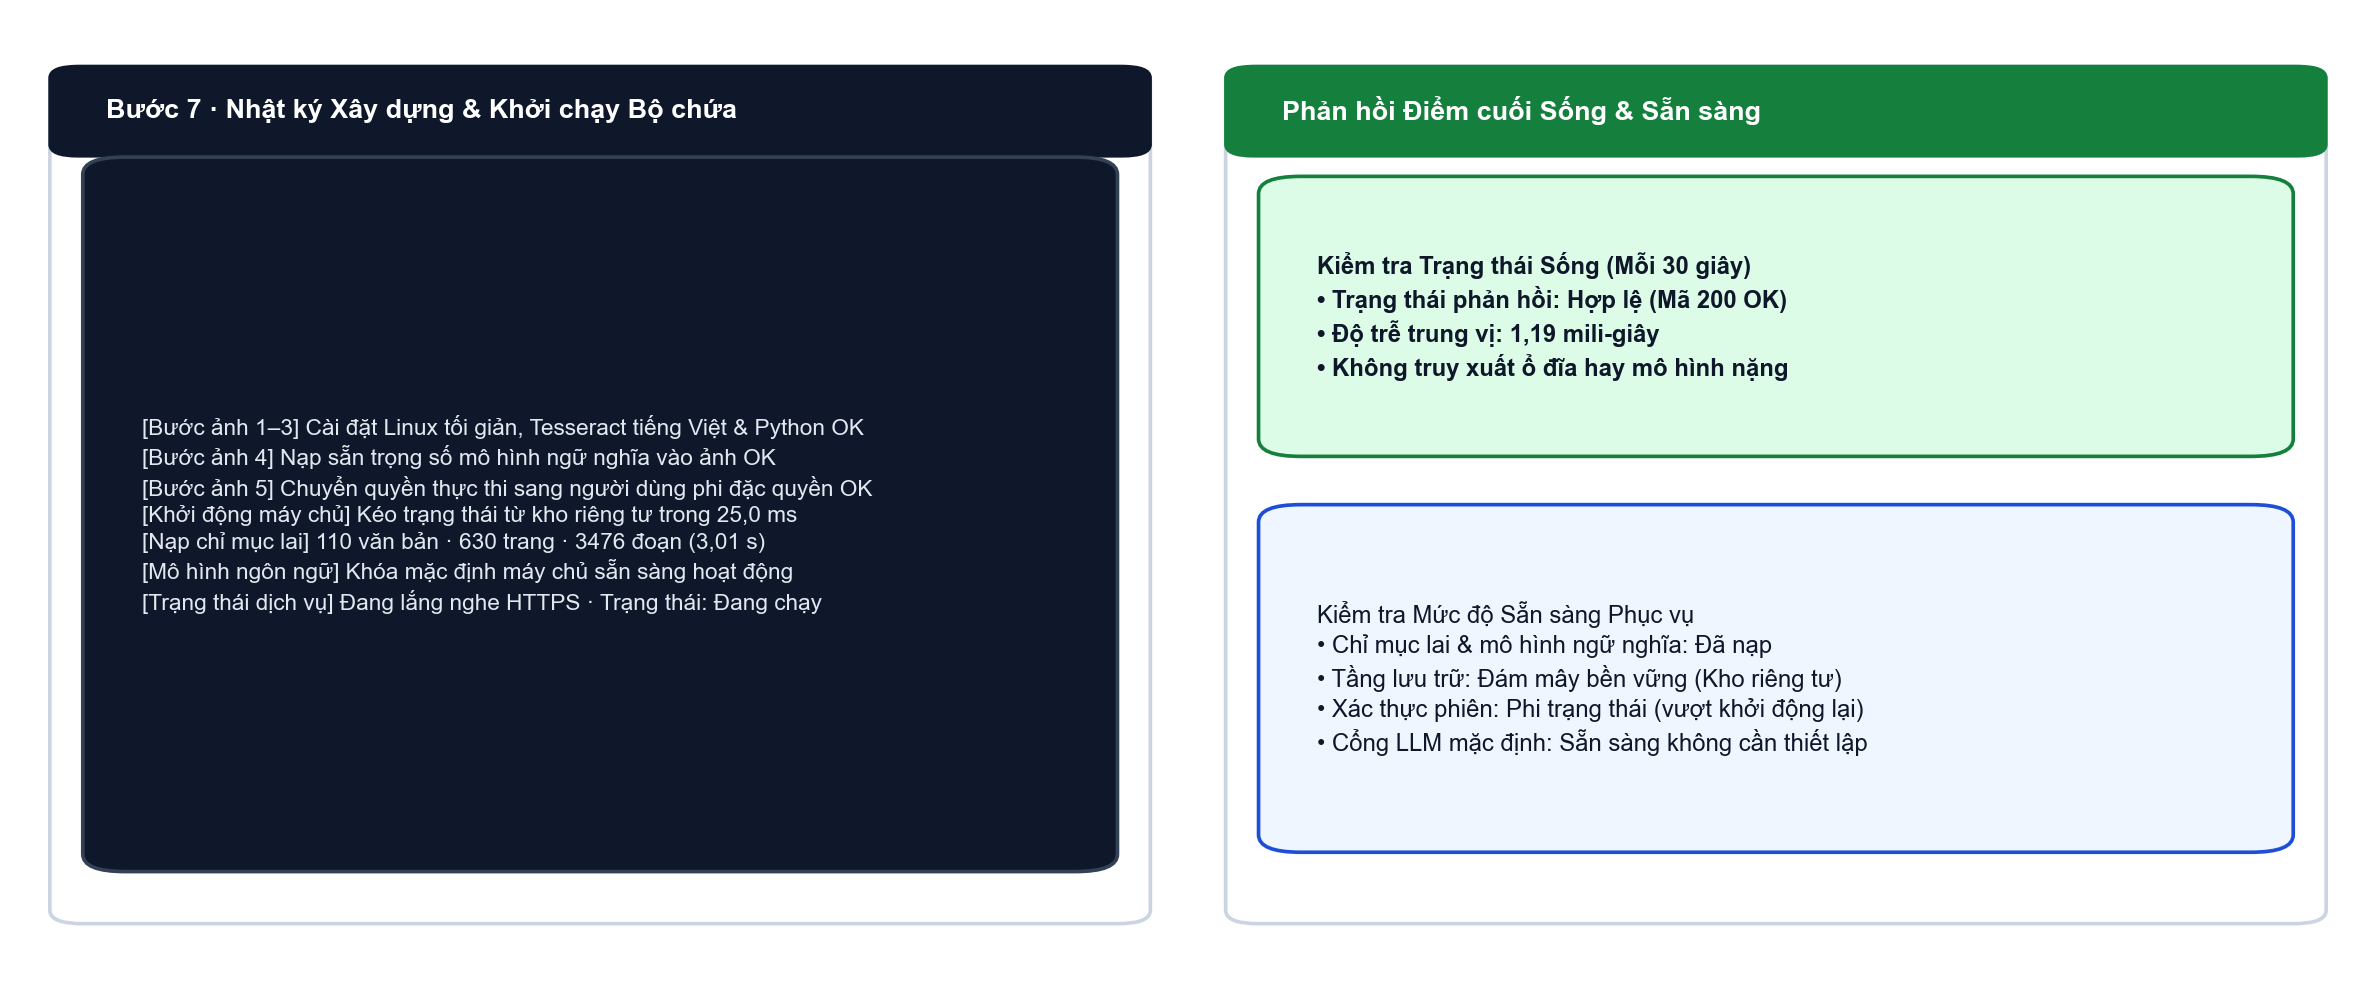 Bước 7 · Nhật ký Xây dựng & Khởi chạy Bộ chứa
[Bước ảnh 1–3] Cài đặt Linux tối giản, Tesseract tiếng Việt & Python OK
[Bước ảnh 4] Nạp sẵn trọng số mô hình ngữ nghĩa vào ảnh OK
[Bước ảnh 5] Chuyển quyền thực thi sang người dùng phi đặc quyền OK
[Khởi động máy chủ] Kéo trạng thái từ kho riêng tư trong 25,0 ms
[Nạp chỉ mục lai] 110 văn bản · 630 trang · 3476 đoạn (3,01 s)
[Mô hình ngôn ngữ] Khóa mặc định máy chủ sẵn sàng hoạt động
[Trạng thái dịch vụ] Đang lắng nghe HTTPS · Trạng thái: Đang chạy
Phản hồi Điểm cuối Sống & Sẵn sàng
Kiểm tra Trạng thái Sống (Mỗi 30 giây)
• Trạng thái phản hồi: Hợp lệ (Mã 200 OK)
• Độ trễ trung vị: 1,19 mili-giây
• Không truy xuất ổ đĩa hay mô hình nặng
Kiểm tra Mức độ Sẵn sàng Phục vụ
• Chỉ mục lai & mô hình ngữ nghĩa: Đã nạp
• Tầng lưu trữ: Đám mây bền vững (Kho riêng tư)
• Xác thực phiên: Phi trạng thái (vượt khởi động lại)
• Cổng LLM mặc định: Sẵn sàng không cần thiết lập